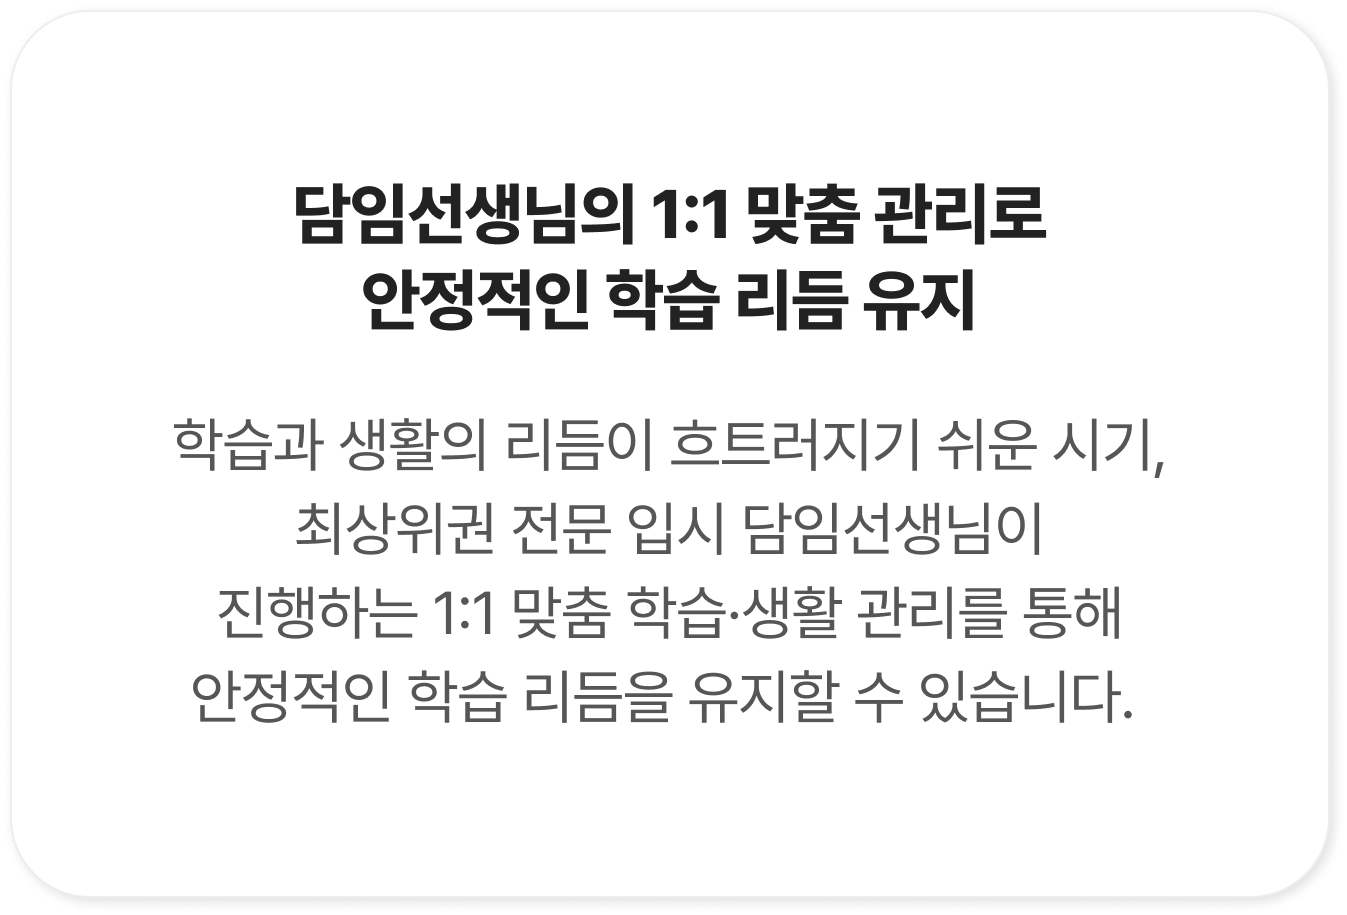 담임선생님의 1:1 맞춤 관리로
안정적인 학습 리듬 유지
학습과 생활의 리듬이 흐트러지기 쉬운 시기,
최상위권 전문 입시 담임선생님이
진행하는 1:1 맞춤 학습·생활 관리를 통해
안정적인 학습 리듬을 유지할 수 있습니다.